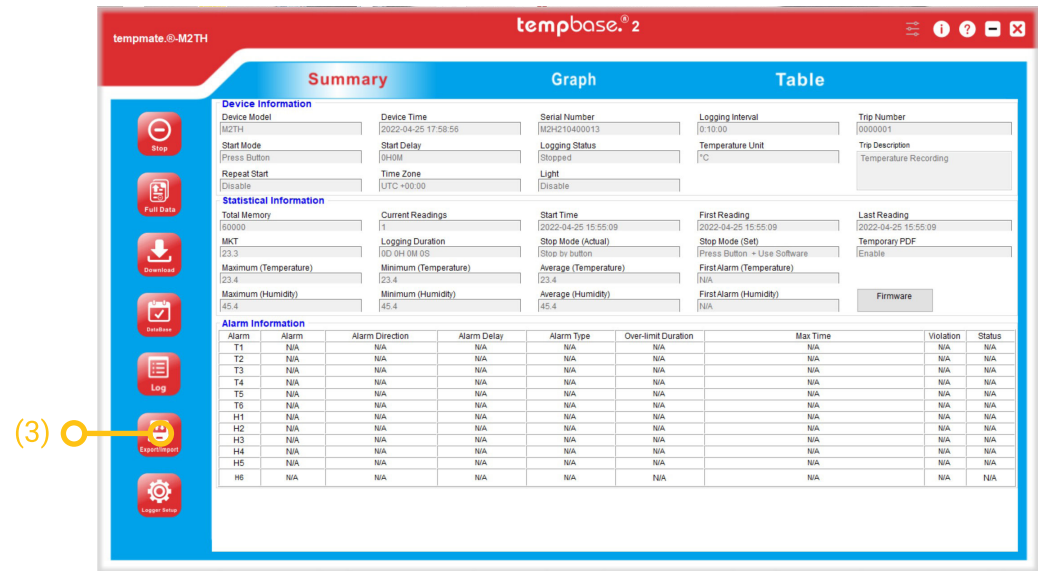 tempmate.®-M2TH
tempbase.® 2
Summary Graph Table
Stop
Full Data
Download
DateBase
Log
(3)
Export/Import
Logger Setup
Device Information
Device Model Device Time Serial Number Logging Interval Trip Number
M2TH 2022-04-25 17:58:56 M2H210400013 0:10:00 0000001
Start Mode Start Delay Logging Status Temperature Unit Trip Description
Press Button 0H0M Stopped °C Temperature Recording
Repeat Start Time Zone Light
Disable UTC +00:00 Disable
Statistical Information
Total Memory Current Readings Start Time First Reading Last Reading
60000 1 2022-04-25 15:55:09 2022-04-25 15:55:09 2022-04-25 15:55:09
MKT Logging Duration Stop Mode (Actual) Stop Mode (Set) Temporary PDF
23.3 0D 0H 0M 0S Stop by button Press Button + Use Software Enable
Maximum (Temperature) Minimum (Temperature) Average (Temperature) First Alarm (Temperature)
23.4 23.4 23.4 N/A
Maximum (Humidity) Minimum (Humidity) Average (Humidity) First Alarm (Humidity) Firmware
45.4 45.4 45.4 N/A
Alarm Information
Alarm Alarm Alarm Direction Alarm Delay Alarm Type Over-limit Duration Max Time Violation Status
T1 N/A N/A N/A N/A N/A N/A N/A N/A
T2 N/A N/A N/A N/A N/A N/A N/A N/A
T3 N/A N/A N/A N/A N/A N/A N/A N/A
T4 N/A N/A N/A N/A N/A N/A N/A N/A
T5 N/A N/A N/A N/A N/A N/A N/A N/A
T6 N/A N/A N/A N/A N/A N/A N/A N/A
H1 N/A N/A N/A N/A N/A N/A N/A N/A
H2 N/A N/A N/A N/A N/A N/A N/A N/A
H3 N/A N/A N/A N/A N/A N/A N/A N/A
H4 N/A N/A N/A N/A N/A N/A N/A N/A
H5 N/A N/A N/A N/A N/A N/A N/A N/A
H6 N/A N/A N/A N/A N/A N/A N/A N/A